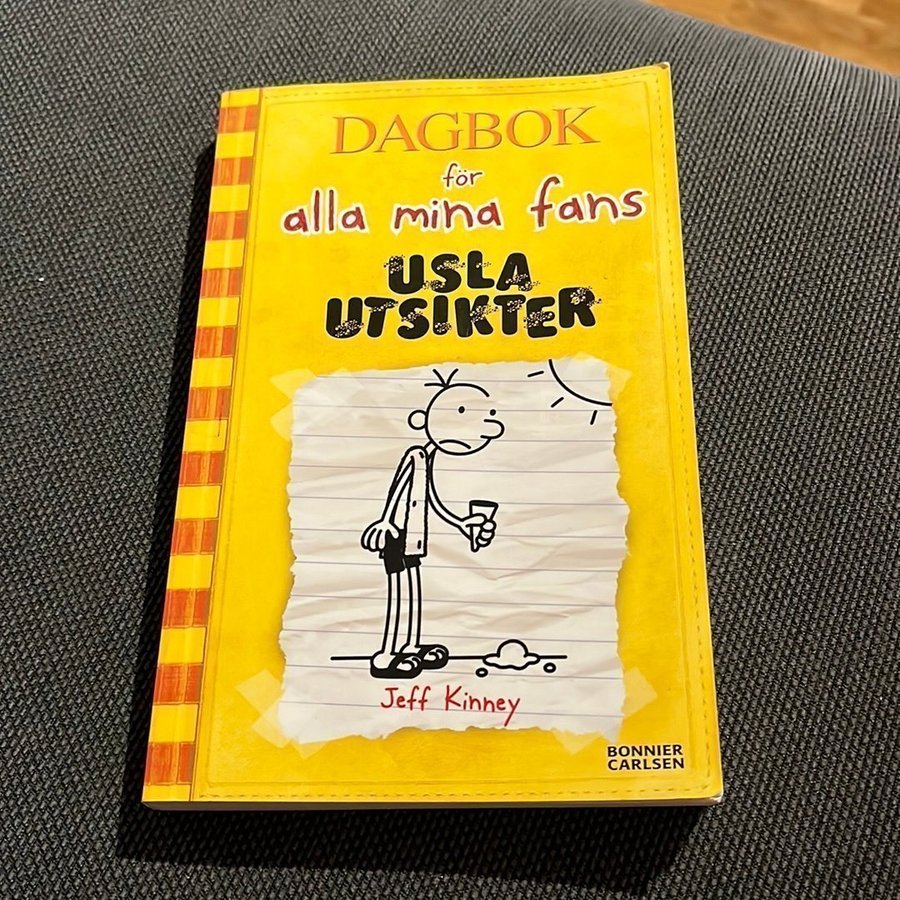 DAGBOK
för
alla mina fans
USLA
UTSIKTER
Jeff Kinney
BONNIER
CARLSEN